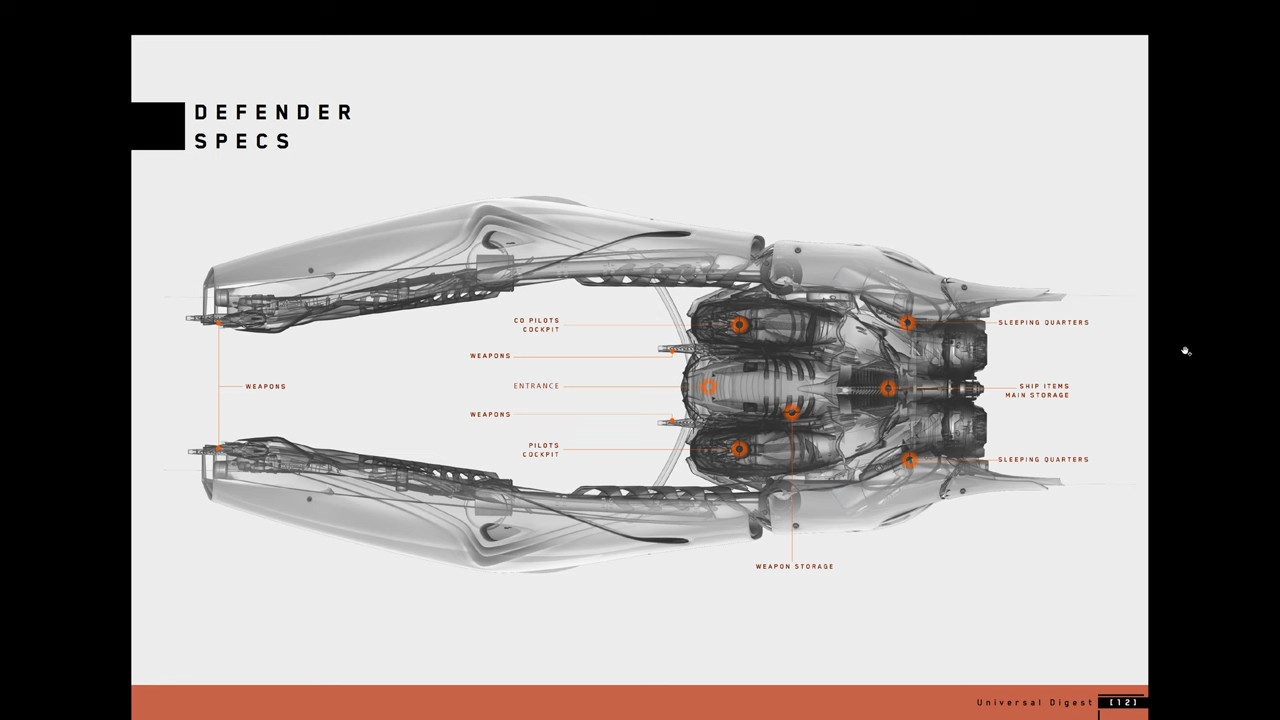 DEFENDER
SPECS
CO PILOTS
COCKPIT
SLEEPING QUARTERS
WEAPONS
WEAPONS
ENTRANCE
SHIP ITEMS
MAIN STORAGE
WEAPONS
PILOTS
COCKPIT
SLEEPING QUARTERS
WEAPON STORAGE
Universal Digest [12]